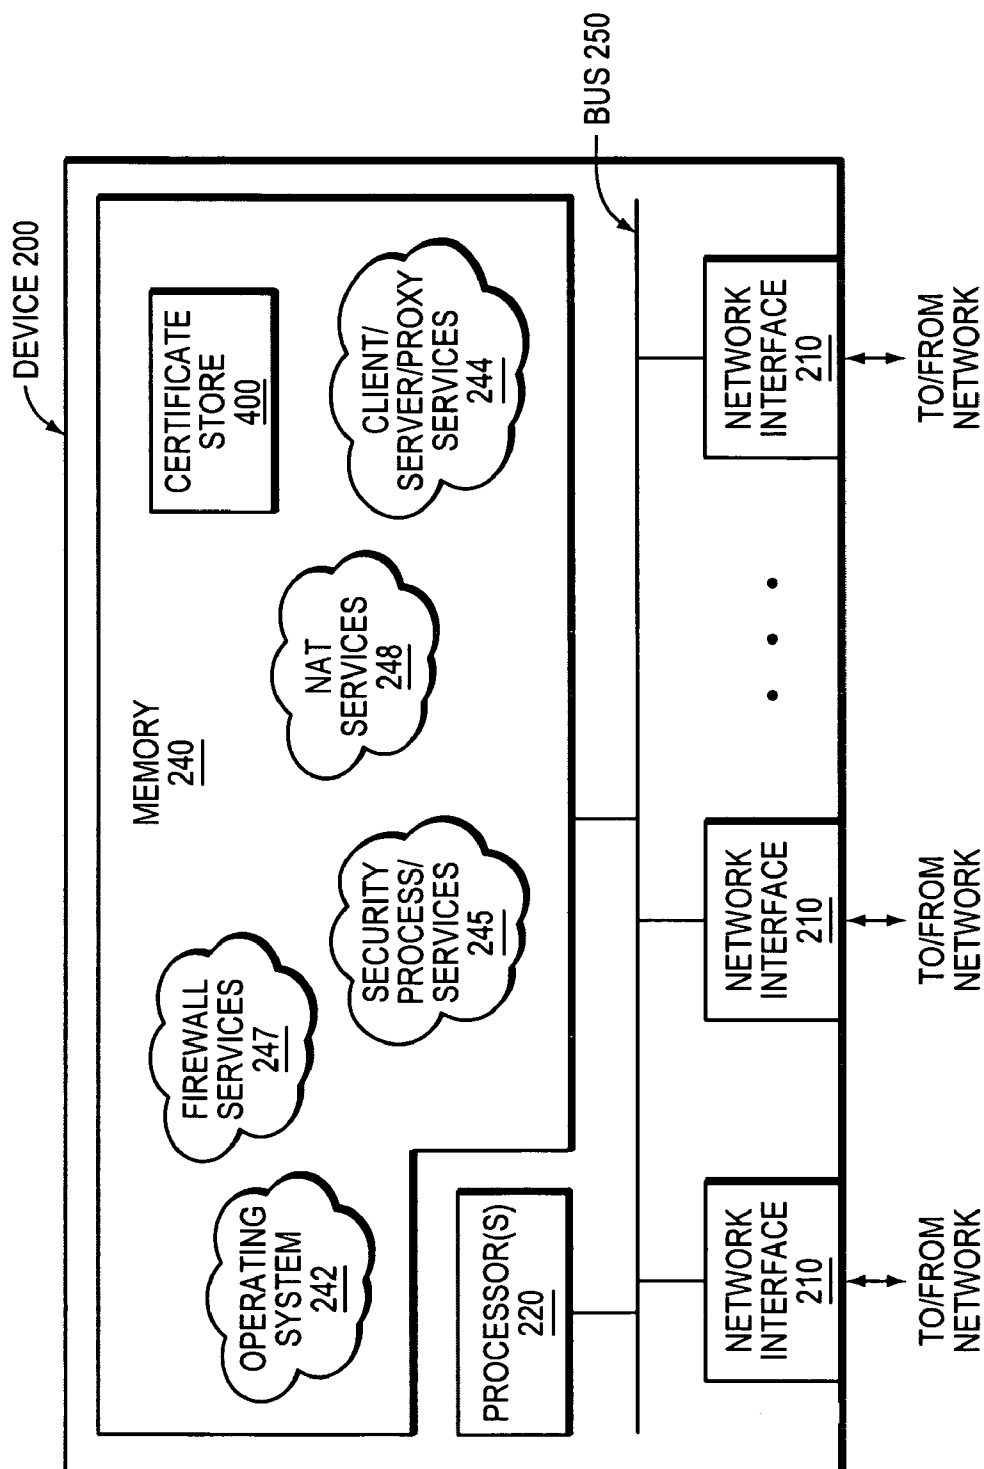 DEVICE 200
MEMORY
240
OPERATING
SYSTEM
242
FIREWALL
SERVICES
247
SECURITY
PROCESS/
SERVICES
245
NAT
SERVICES
248
CERTIFICATE
STORE
400
CLIENT/
SERVER/PROXY
SERVICES
244
PROCESSOR(S)
220
BUS 250
NETWORK
INTERFACE
210
NETWORK
INTERFACE
210
NETWORK
INTERFACE
210
TO/FROM
NETWORK
TO/FROM
NETWORK
TO/FROM
NETWORK